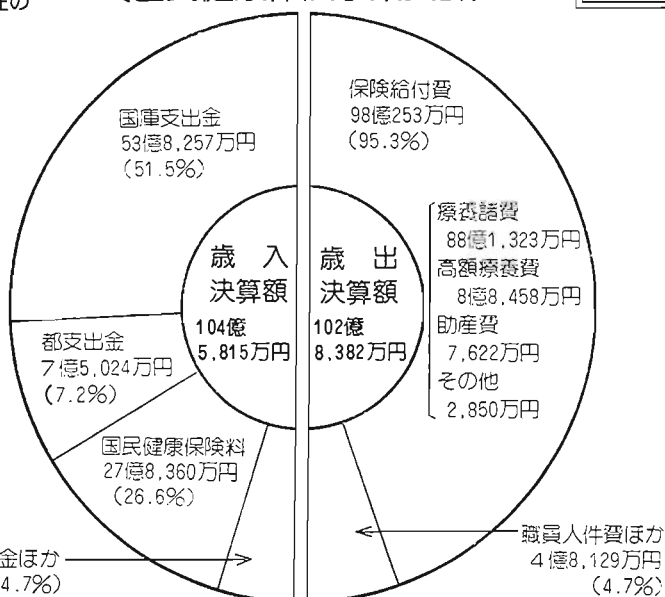 国庫支出金
53億8,257万円
(51.5%)
都支出金
7億5,024万円
(7.2%)
国民健康保険料
27億8,360万円
(26.6%)
金ほか
4.7%)
歳入
決算額
104億
5,815万円
歳出
決算額
102億
8,382万円
保険給付費
98億253万円
(95.3%)
療養諸費
88億1,323万円
高額療養費
8億8,458万円
助産費
7,622万円
その他
2,850万円
職員人件費ほか
4億8,129万円
(4.7%)